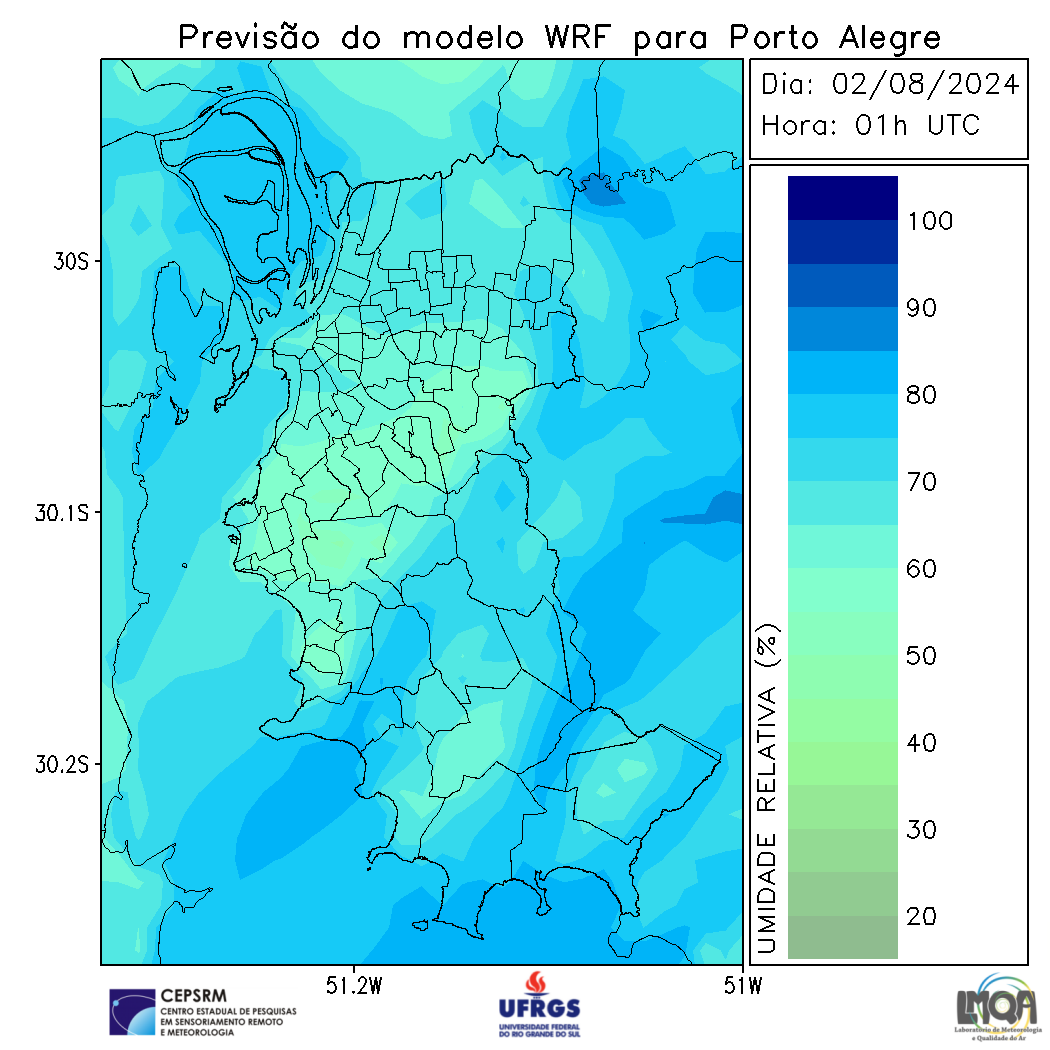 Previsão do modelo WRF para Porto Alegre
Dia: 02/08/2024
Hora: 01h UTC
30S
30.1S
30.2S
51.2W
51W
100
90
80
70
60
50
40
30
20
UMIDADE RELATIVA (%)
CEPSRM
CENTRO ESTADUAL DE PESQUISAS
EM SENSORIAMENTO REMOTO
E METEOROLOGIA
UFRGS
UNIVERSIDADE FEDERAL
DO RIO GRANDE DO SUL
LMQA
Laboratório de Meteorologia
e Qualidade do Ar